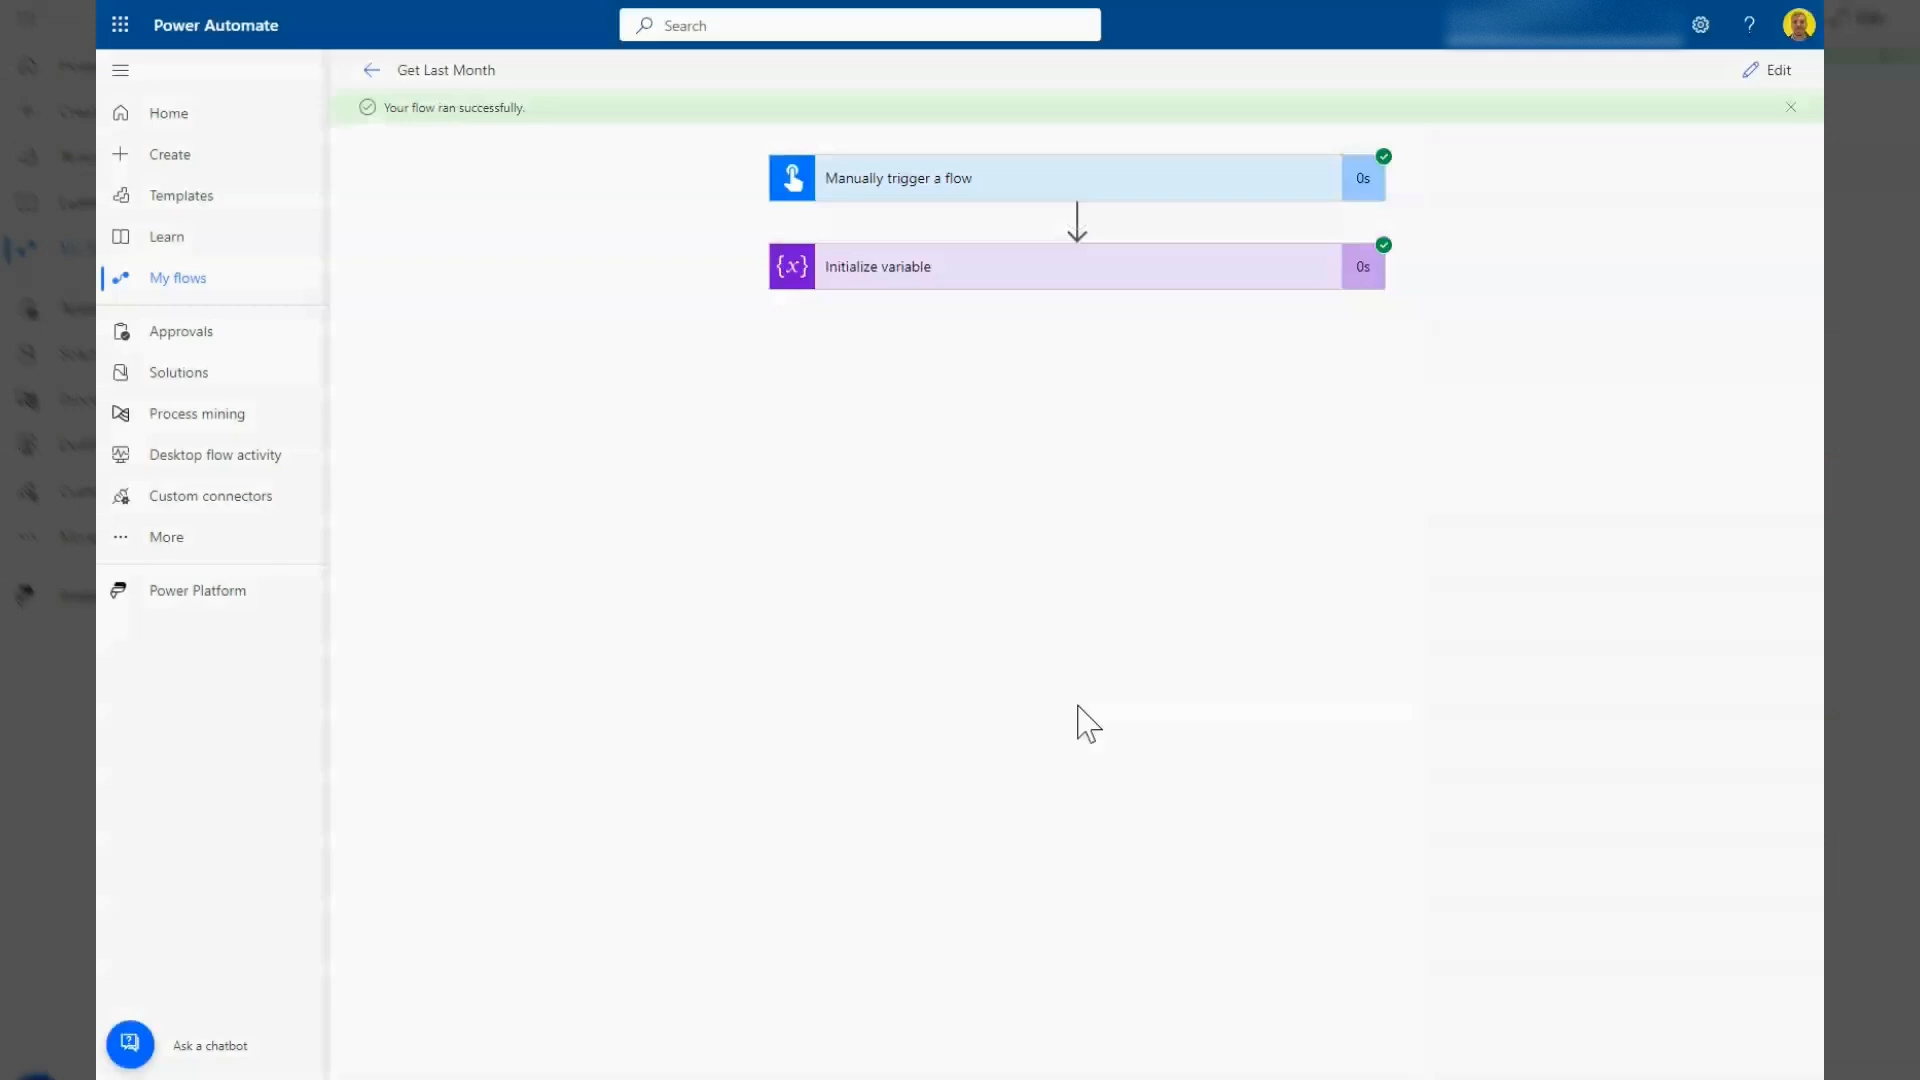 Power Automate
Search
Get Last Month
Edit
Your flow ran successfully.
Home
Create
Templates
Learn
My flows
Approvals
Solutions
Process mining
Desktop flow activity
Custom connectors
More
Power Platform
Manually trigger a flow
0s
{x}
Initialize variable
0s
Ask a chatbot